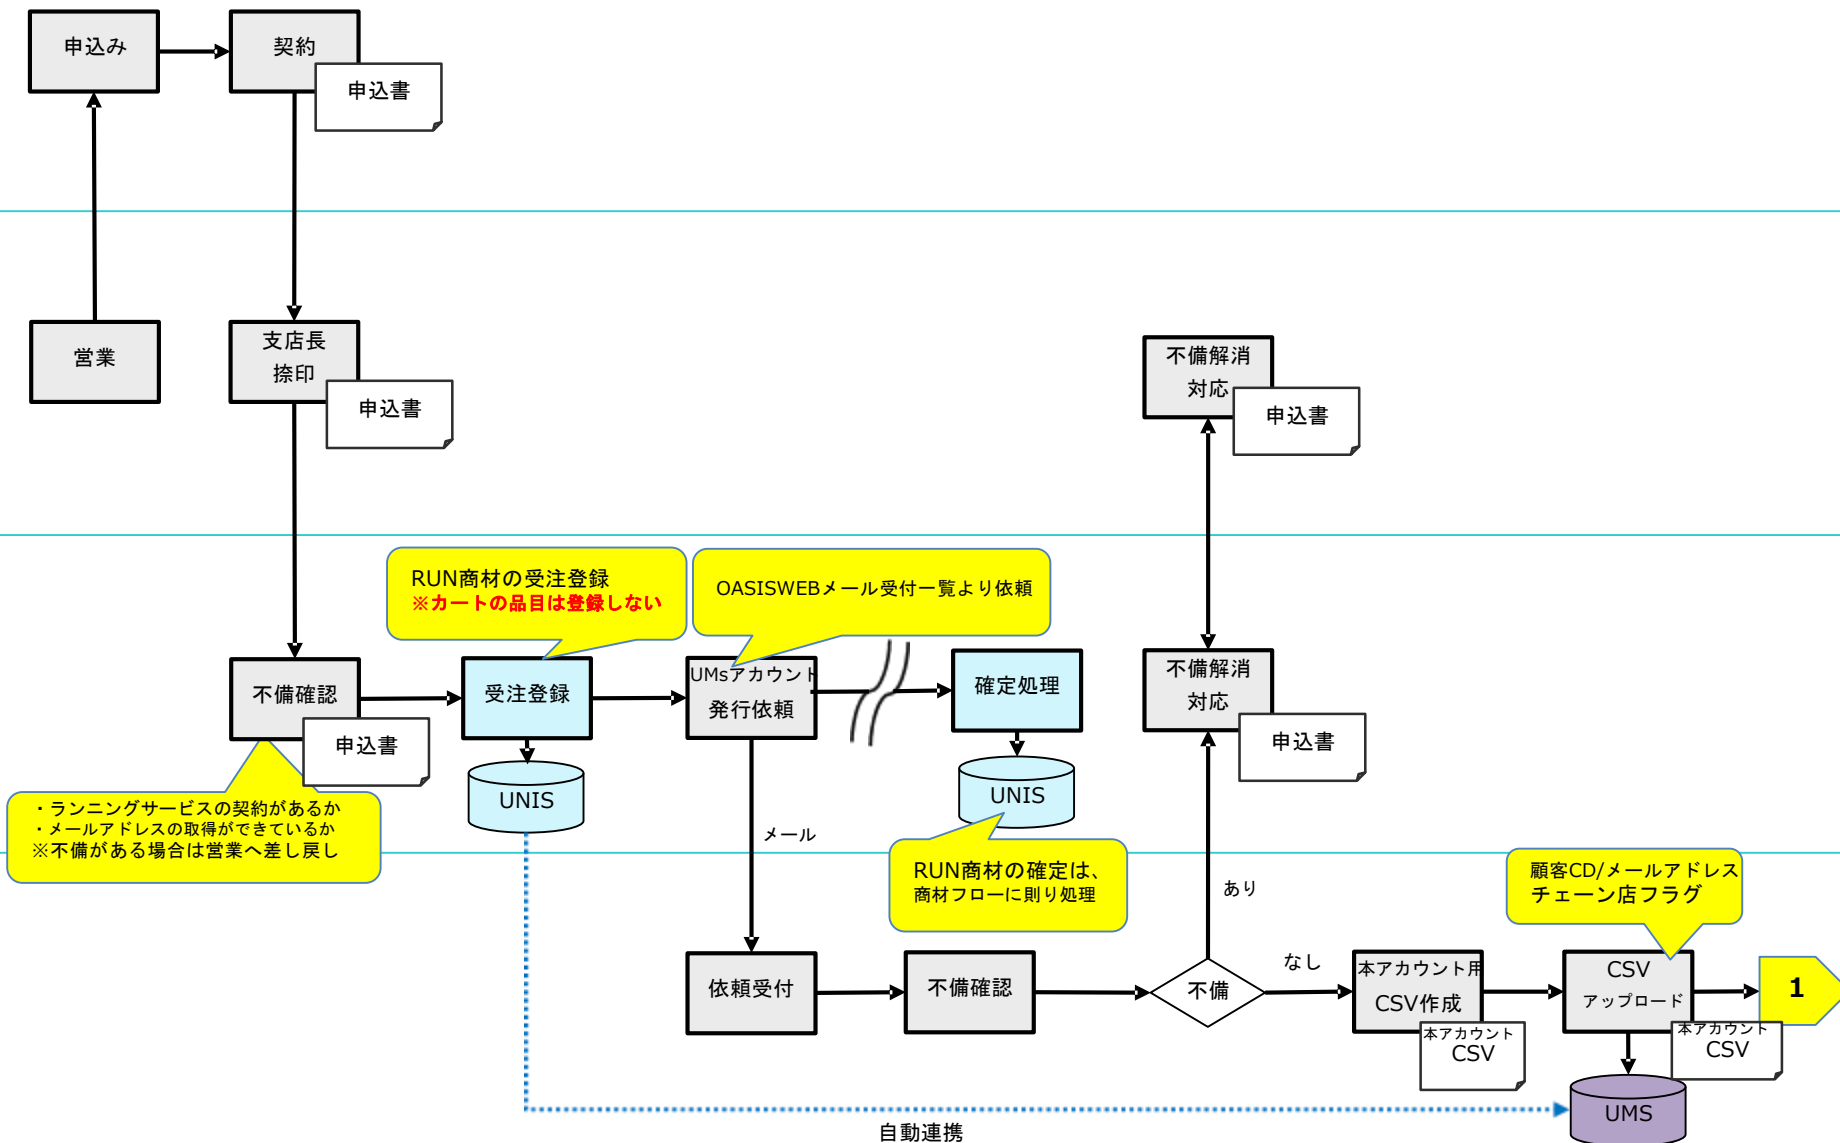 申込み
契約
申込書
営業
支店長
捺印
申込書
不備解消
対応
申込書
RUN商材の受注登録
※カートの品目は登録しない
OASISWEBメール受付一覧より依頼
不備確認
申込書
受注登録
UMsアカウント
発行依頼
確定処理
不備解消
対応
申込書
UNIS
UNIS
・ランニングサービスの契約があるか
・メールアドレスの取得ができているか
※不備がある場合は営業へ差し戻し
メール
RUN商材の確定は、
商材フローに則り処理
あり
顧客CD/メールアドレス
チェーン店フラグ
依頼受付
不備確認
不備
なし
本アカウント用
CSV作成
本アカウント
CSV
CSV
アップロード
本アカウント
CSV
1
UMS
自動連携